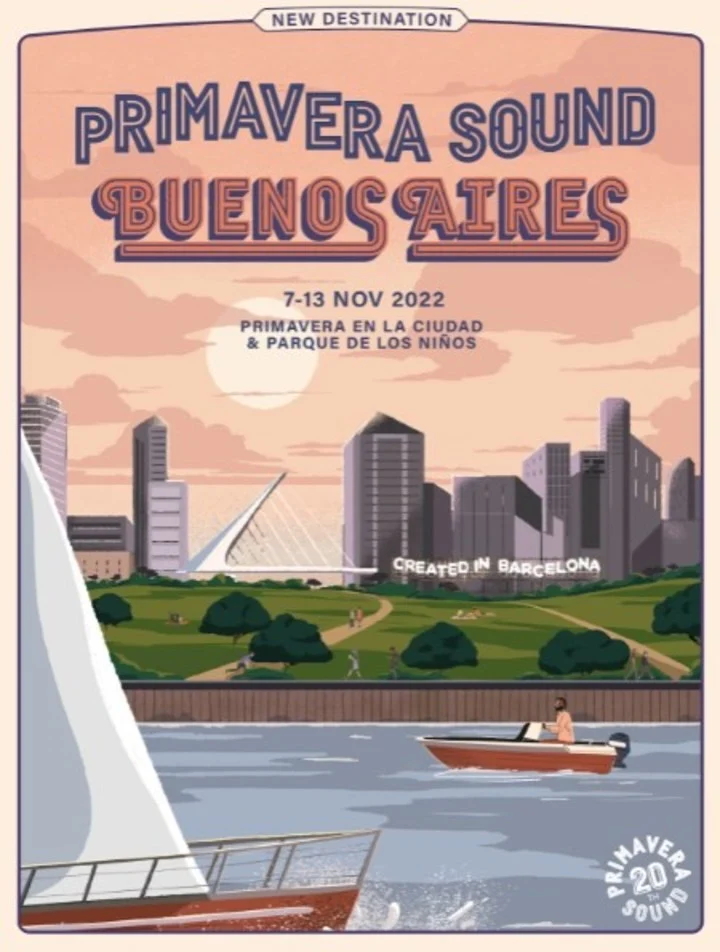 NEW DESTINATION
PRIMAVERA SOUND
BUENOS AIRES
7-13 NOV 2022
PRIMAVERA EN LA CIUDAD
& PARQUE DE LOS NIÑOS
CREATED IN BARCELONA
PRIMAVERA
20TH
SOUND